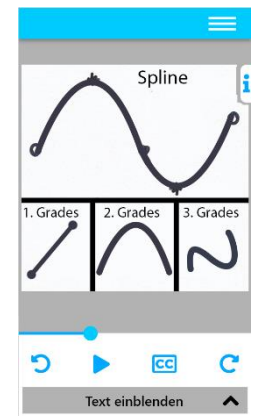 Spline
i
1. Grades 2. Grades 3. Grades
CC
Text einblenden